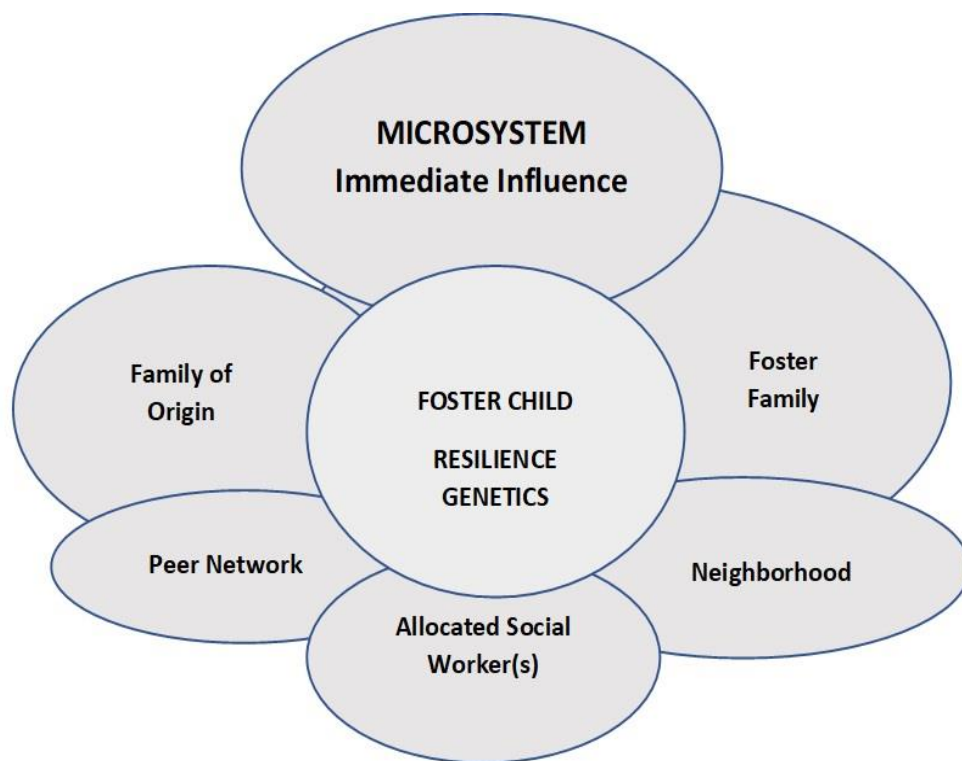 MICROSYSTEM
Immediate Influence
Family of
Origin
Foster
Family
FOSTER CHILD
RESILIENCE
GENETICS
Peer Network
Neighborhood
Allocated Social
Worker(s)